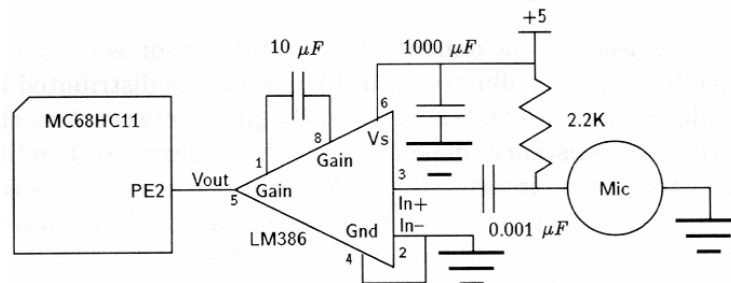 +5
10 μF
1000 μF
MC68HC11
6
8
Vs
2.2K
1
Gain
3
Vout
Gain
In+
Mic
PE2
5
In−
0.001 μF
Gnd
LM386
4
2